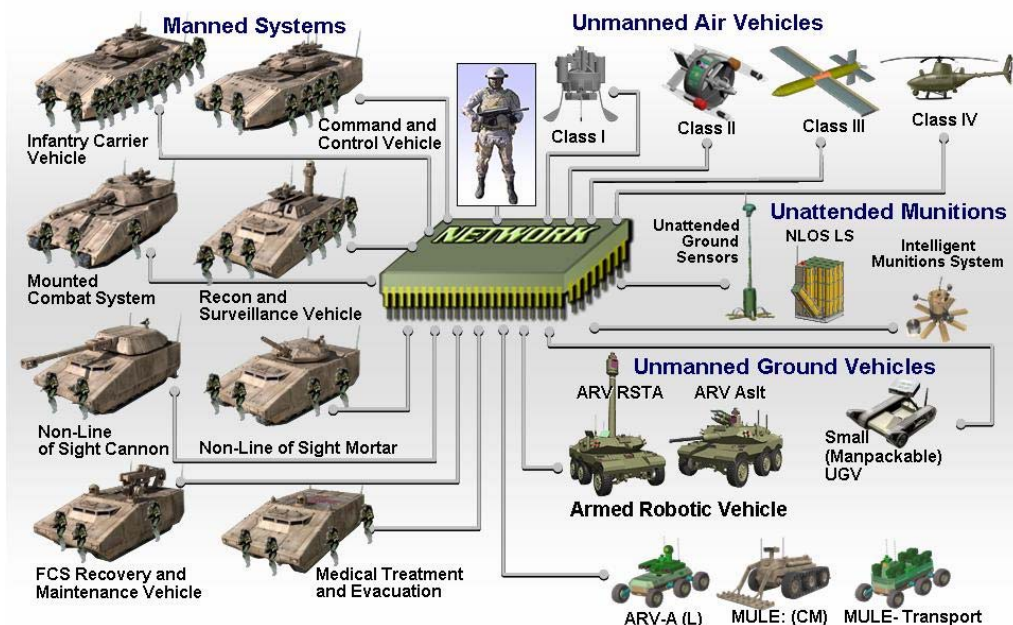 Manned Systems
Unmanned Air Vehicles
Infantry Carrier
Vehicle
Command and
Control Vehicle
Class I
Class II
Class III
Class IV
NETWORK
Unattended
Ground
Sensors
Unattended Munitions
NLOS LS
Intelligent
Munitions System
Mounted
Combat System
Recon and
Surveillance Vehicle
Unmanned Ground Vehicles
ARV RSTA
ARV Aslt
Small
(Manpackable)
UGV
Armed Robotic Vehicle
Non-Line
of Sight Cannon
Non-Line of Sight Mortar
FCS Recovery and
Maintenance Vehicle
Medical Treatment
and Evacuation
ARV-A (L)
MULE: (CM)
MULE- Transport